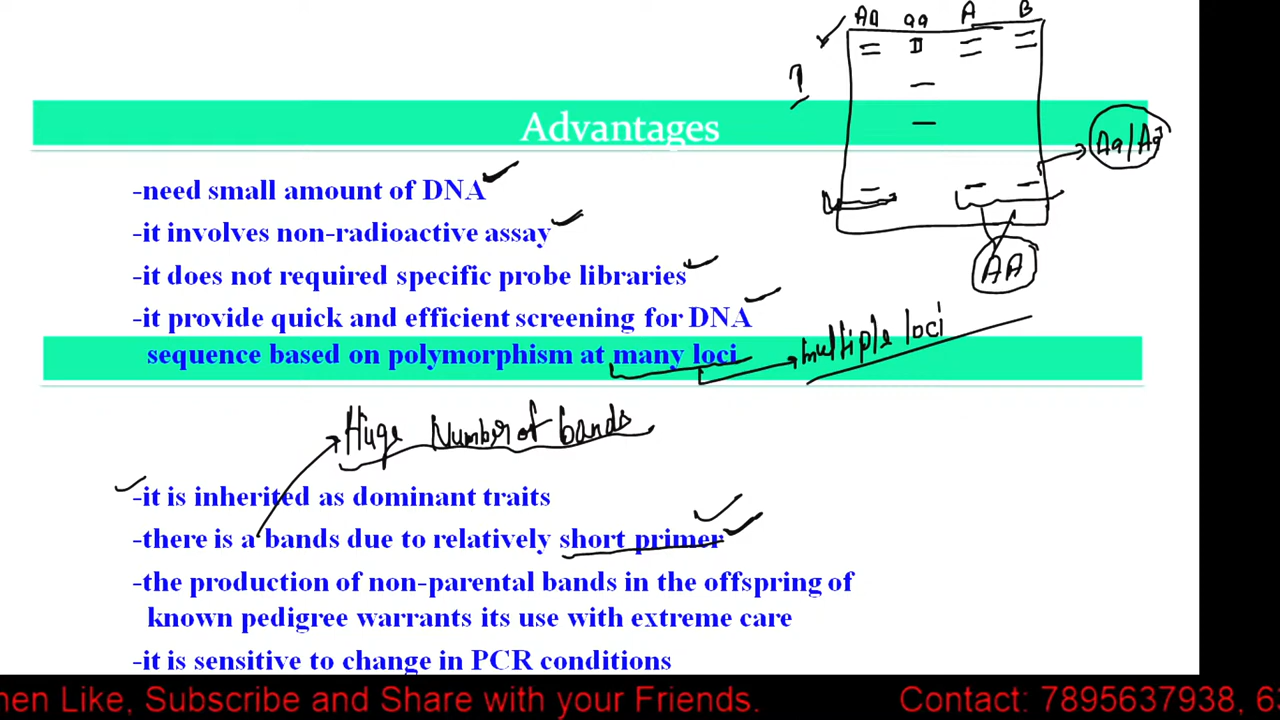 Aa aa A B
Advantages
Aa/Aa
-need small amount of DNA
-it involves non-radioactive assay
-it does not required specific probe libraries
AA
-it provide quick and efficient screening for DNA
sequence based on polymorphism at many loci
multiple loci
Huge Number of bands
-it is inherited as dominant traits
-there is a bands due to relatively short primer
-the production of non-parental bands in the offspring of
known pedigree warrants its use with extreme care
-it is sensitive to change in PCR conditions
hen Like, Subscribe and Share with your Friends. Contact: 7895637938, 6